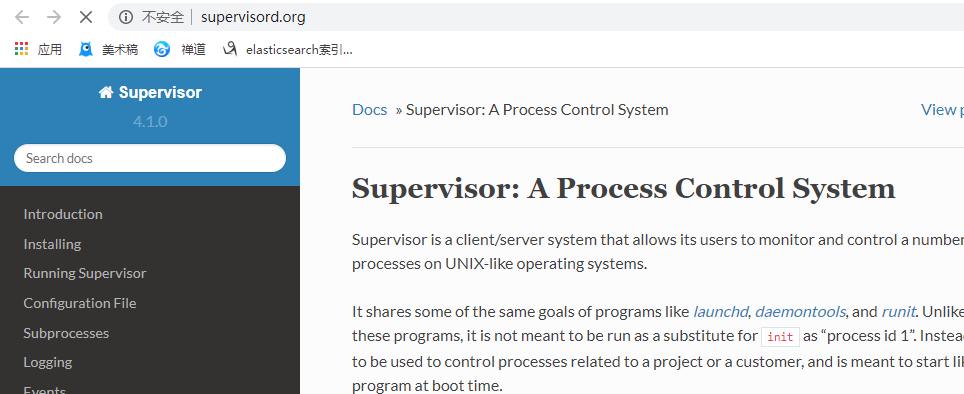 不安全 supervisord.org
应用 美术稿 禅道 elasticsearch索引...
Supervisor
4.1.0
Search docs
Introduction
Installing
Running Supervisor
Configuration File
Subprocesses
Logging
Events
Docs » Supervisor: A Process Control System
View p
Supervisor: A Process Control System
Supervisor is a client/server system that allows its users to monitor and control a number
processes on UNIX-like operating systems.
It shares some of the same goals of programs like launchd, daemontools, and runit. Unlike
these programs, it is not meant to be run as a substitute for init as “process id 1”. Instea
to be used to control processes related to a project or a customer, and is meant to start li
program at boot time.